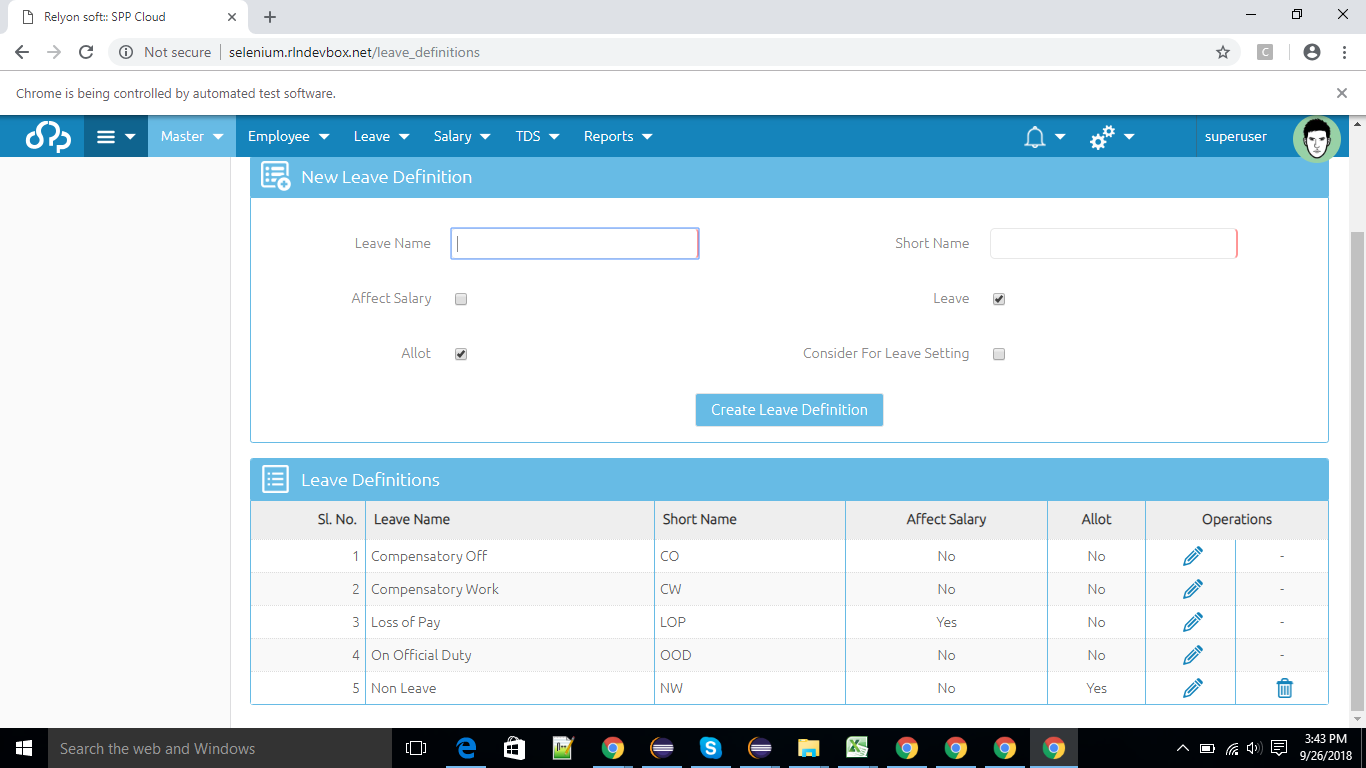 Relyon soft:: SPP Cloud
Not secure selenium.rlndevbox.net/leave_definitions
C
Chrome is being controlled by automated test software.
Master Employee Leave Salary TDS Reports superuser
New Leave Definition
Leave Name Short Name
Affect Salary Leave
Allot Consider For Leave Setting
Create Leave Definition
Leave Definitions
Sl. No. Leave Name Short Name Affect Salary Allot Operations
1 Compensatory Off CO No No -
2 Compensatory Work CW No No -
3 Loss of Pay LOP Yes No -
4 On Official Duty OOD No No -
5 Non Leave NW No Yes
Search the web and Windows
3:43 PM
9/26/2018